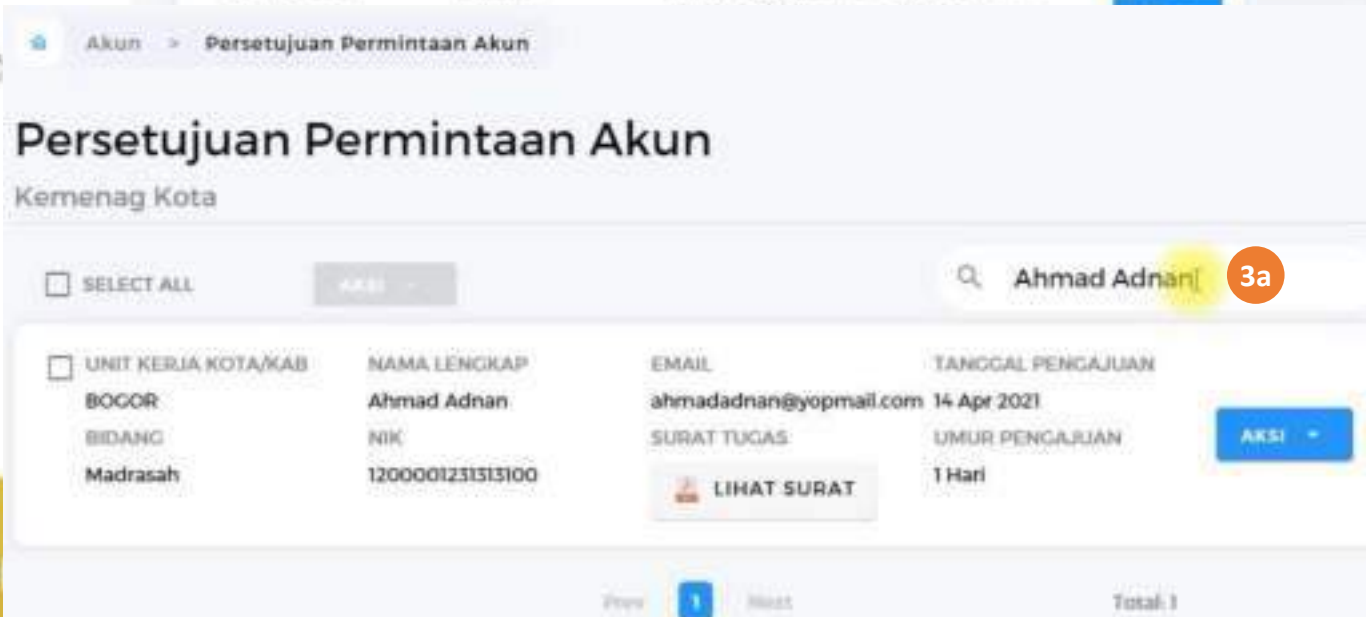 Akun > Persetujuan Permintaan Akun
Persetujuan Permintaan Akun
Kemenag Kota
SELECT ALL AKSI Ahmad Adnan 3a
UNIT KERJA KOTA/KAB NAMA LENGKAP EMAIL TANGGAL PENGAJUAN
BOGOR Ahmad Adnan ahmadadnan@yopmail.com 14 Apr 2021
BIDANG NIK SURAT TUGAS UMUR PENGAJUAN AKSI
Madrasah 1200001231313100 LIHAT SURAT 1 Hari
Prev 1 Next Total: 1